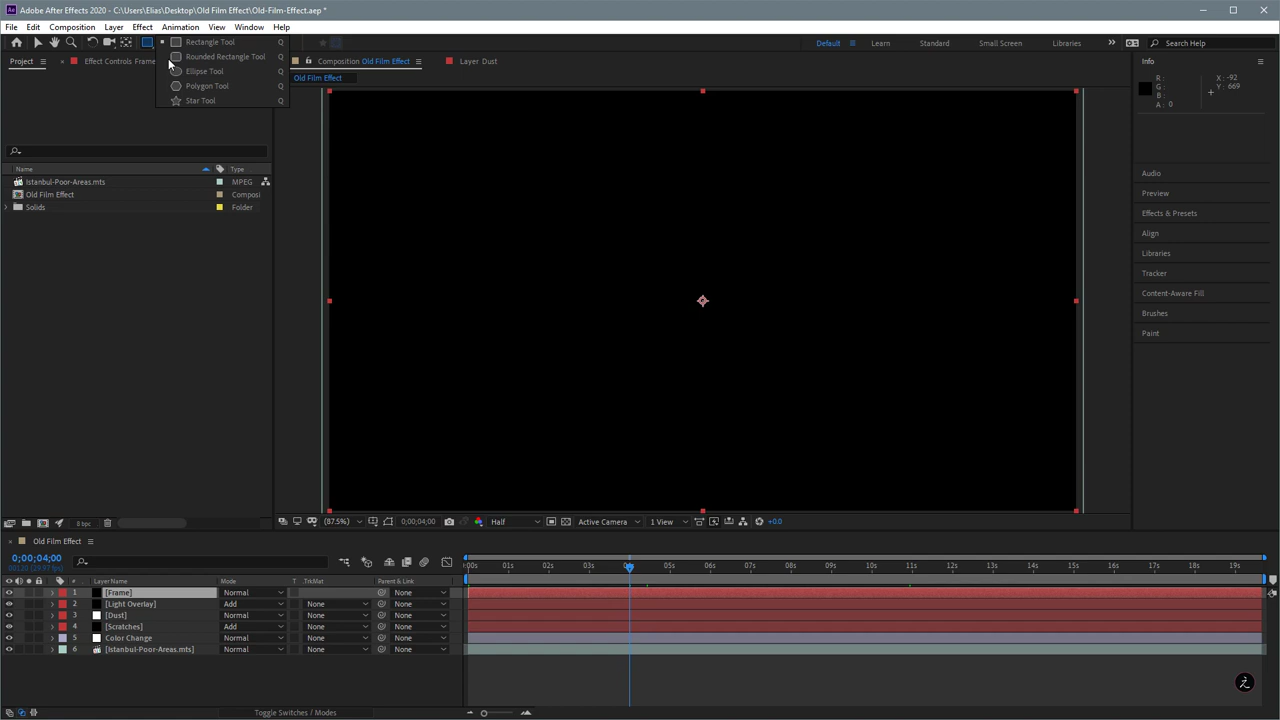 Adobe After Effects 2020 - C:\Users\Elias\Desktop\Old Film Effect\Old-Film-Effect.aep *
File Edit Composition Layer Effect Animation View Window Help
Rectangle Tool Q
Rounded Rectangle Tool Q
Ellipse Tool Q
Polygon Tool Q
Star Tool Q
Default Learn Standard Small Screen Libraries Search Help
Project Effect Controls Frame Composition Old Film Effect Layer Dust Info
Old Film Effect
R:
G:
B:
A: 0
X: -92
Y: 669
Name Type
Istanbul-Poor-Areas.mts MPEG
Old Film Effect Composi
Solids Folder
Audio
Preview
Effects & Presets
Align
Libraries
Tracker
Content-Aware Fill
Brushes
Paint
8 bpc (87.5%) 0;00;04;00 Half Active Camera 1 View +0.0
Old Film Effect
0;00;04;00
:00s 01s 02s 03s 04s 05s 06s 07s 08s 09s 10s 11s 12s 13s 14s 15s 16s 17s 18s 19s
# Layer Name Mode T .TrkMat Parent & Link
1 [Frame] Normal None
2 [Light Overlay] Add None None
3 [Dust] Normal None None
4 [Scratches] Add None None
5 Color Change Normal None None
6 [Istanbul-Poor-Areas.mts] Normal None None
Toggle Switches / Modes